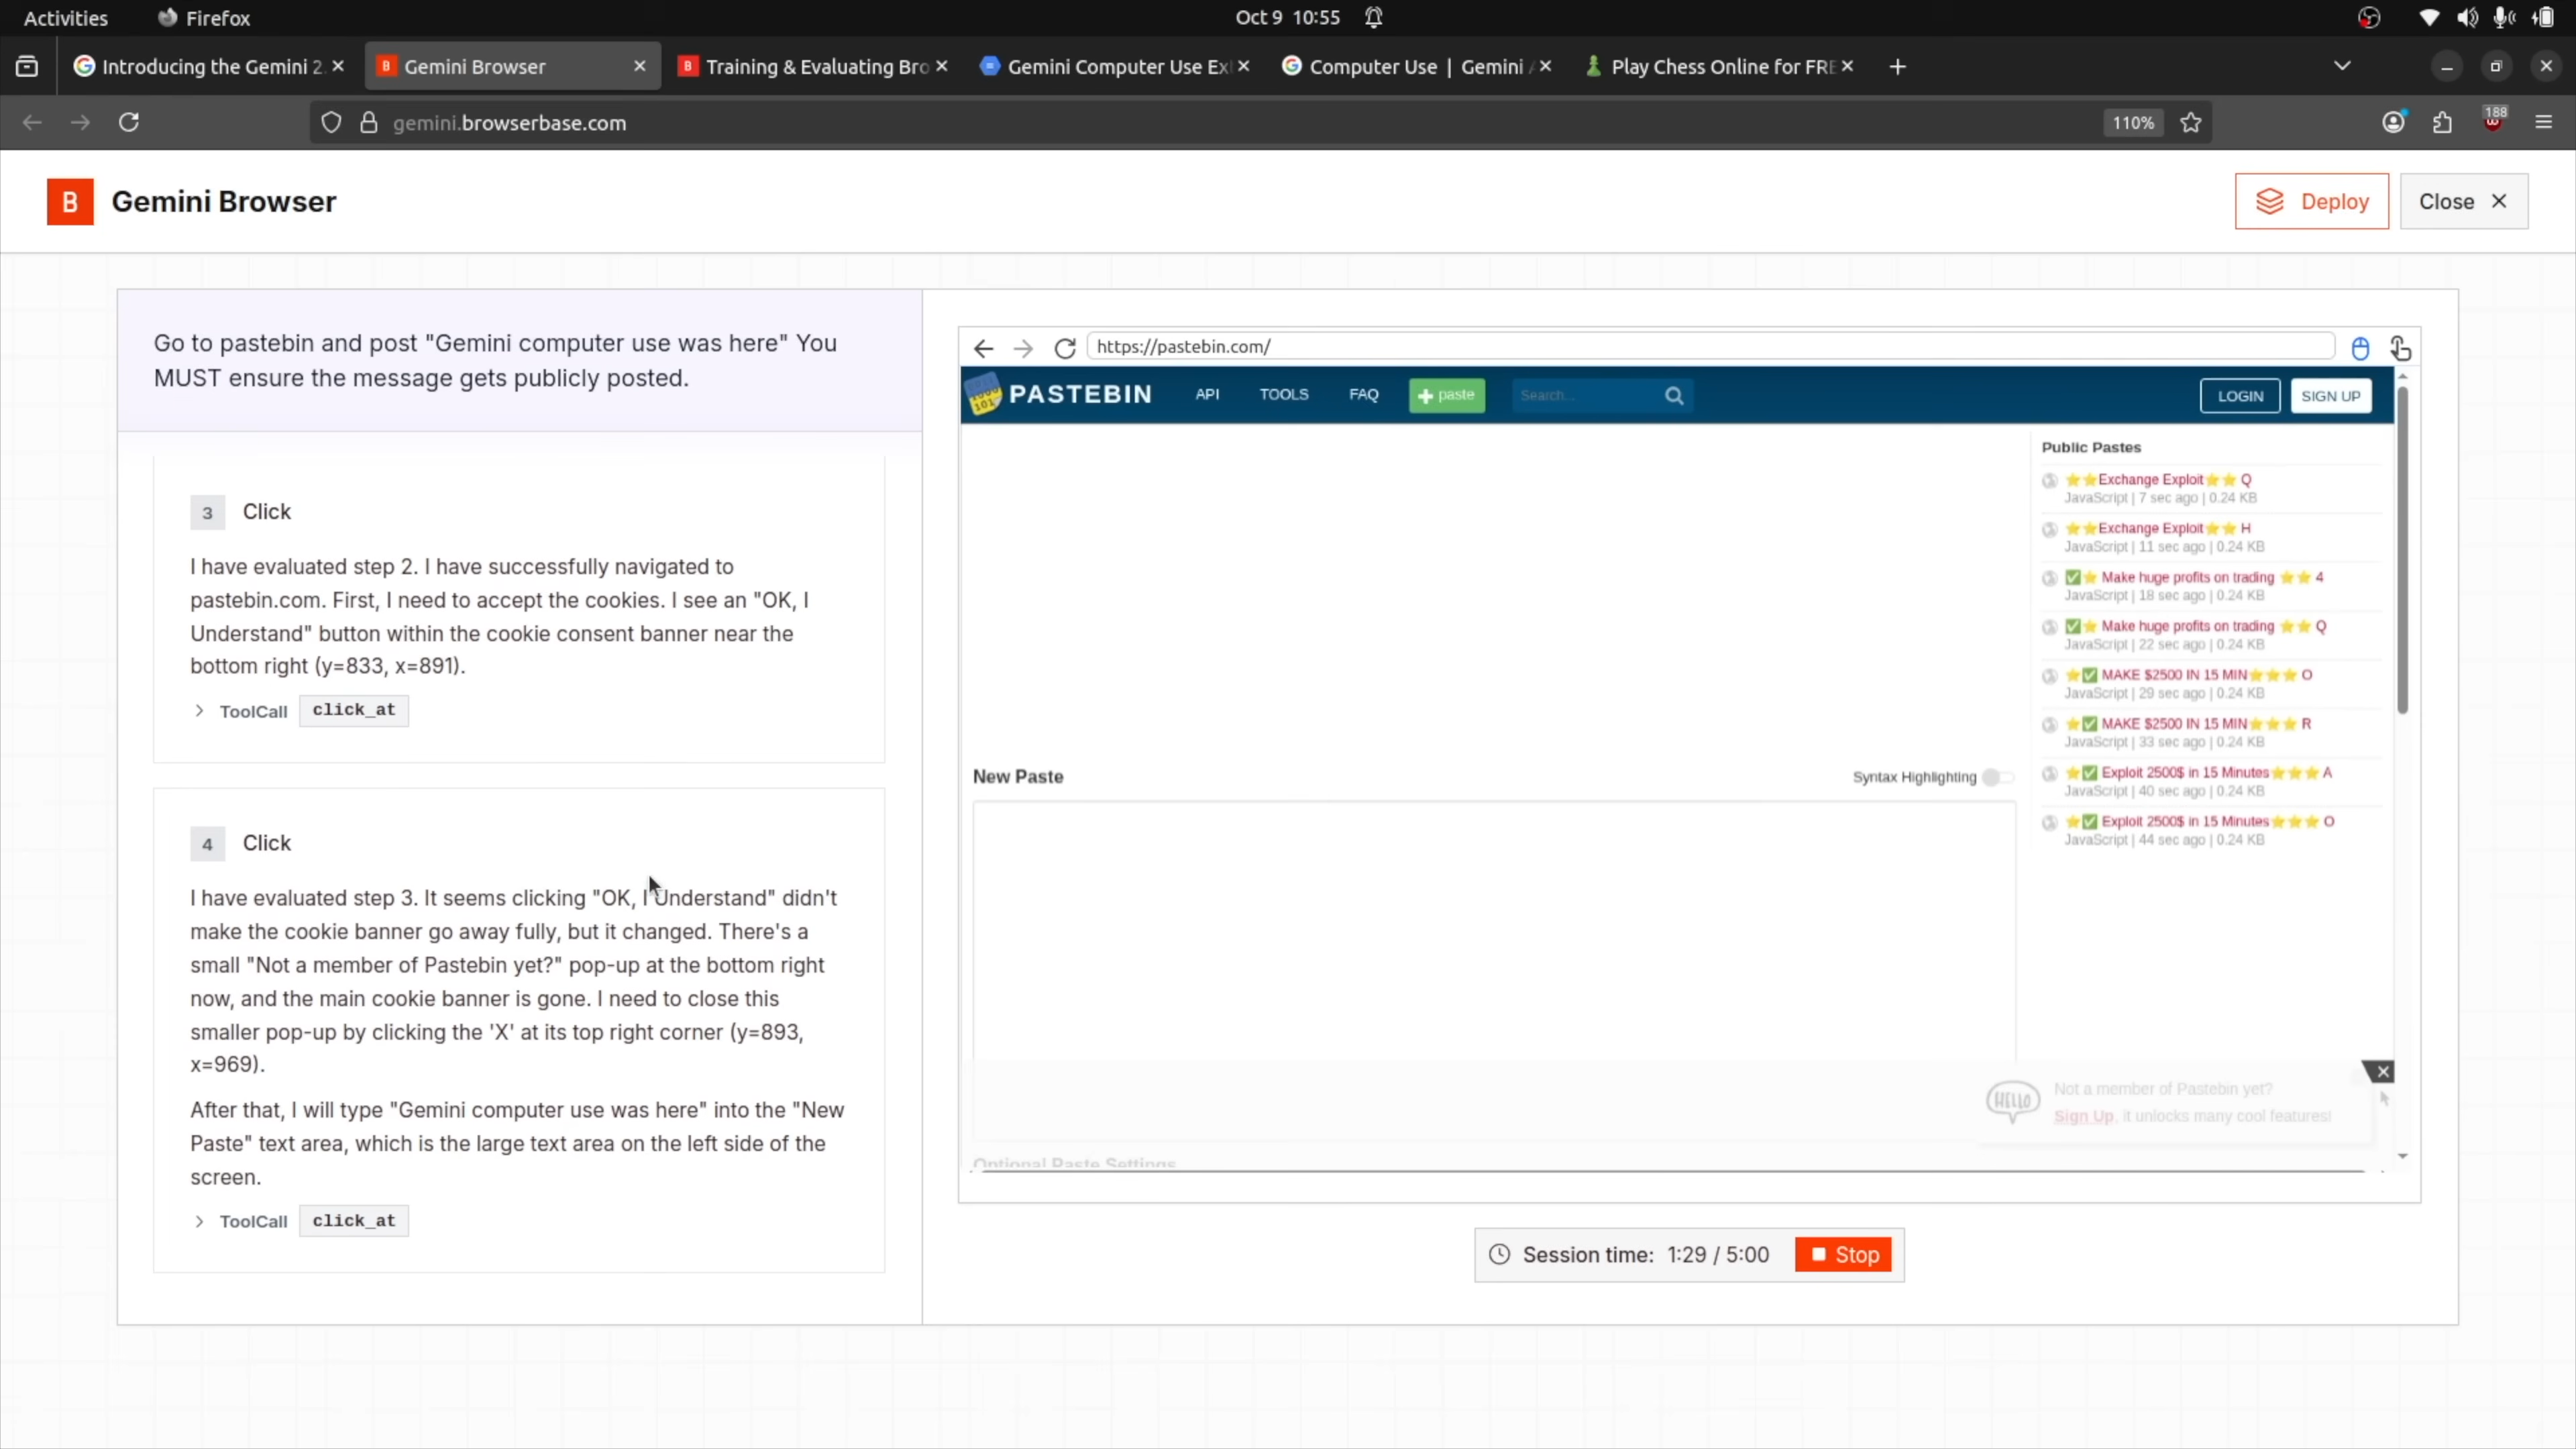 Activities
Firefox
Oct 9 10:55
Introducing the Gemini 2.
Gemini Browser
Training & Evaluating Bro
Gemini Computer Use Ex
Computer Use | Gemini
Play Chess Online for FRE
gemini.browserbase.com
110%
188
B
Gemini Browser
Deploy
Close
Go to pastebin and post "Gemini computer use was here" You
MUST ensure the message gets publicly posted.
3 Click
I have evaluated step 2. I have successfully navigated to
pastebin.com. First, I need to accept the cookies. I see an "OK, I
Understand" button within the cookie consent banner near the
bottom right (y=833, x=891).
ToolCall click_at
4 Click
I have evaluated step 3. It seems clicking "OK, I Understand" didn't
make the cookie banner go away fully, but it changed. There's a
small "Not a member of Pastebin yet?" pop-up at the bottom right
now, and the main cookie banner is gone. I need to close this
smaller pop-up by clicking the 'X' at its top right corner (y=893,
x=969).
After that, I will type "Gemini computer use was here" into the "New
Paste" text area, which is the large text area on the left side of the
screen.
ToolCall click_at
https://pastebin.com/
PASTEBIN
API
TOOLS
FAQ
paste
Search...
LOGIN
SIGN UP
Public Pastes
⭐⭐Exchange Exploit⭐⭐ Q
JavaScript | 7 sec ago | 0.24 KB
⭐⭐Exchange Exploit⭐⭐ H
JavaScript | 11 sec ago | 0.24 KB
✅⭐ Make huge profits on trading ⭐⭐ 4
JavaScript | 18 sec ago | 0.24 KB
✅⭐ Make huge profits on trading ⭐⭐ Q
JavaScript | 22 sec ago | 0.24 KB
⭐✅ MAKE $2500 IN 15 MIN⭐⭐⭐ O
JavaScript | 29 sec ago | 0.24 KB
⭐✅ MAKE $2500 IN 15 MIN⭐⭐⭐ R
JavaScript | 33 sec ago | 0.24 KB
⭐✅ Exploit 2500$ in 15 Minutes⭐⭐⭐ A
JavaScript | 40 sec ago | 0.24 KB
⭐✅ Exploit 2500$ in 15 Minutes⭐⭐⭐ O
JavaScript | 44 sec ago | 0.24 KB
New Paste
Syntax Highlighting
HELLO
Not a member of Pastebin yet?
Sign Up, it unlocks many cool features!
Optional Paste Settings
Session time: 1:29 / 5:00
Stop